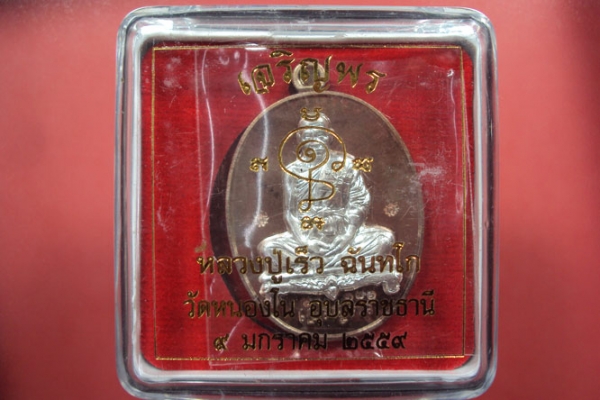 เจริญพร
หลวงปู่เร็ว ฉันทโก
วัดหนองโน อุบลราชธานี
๙ มกราคม ๒๕๕๙